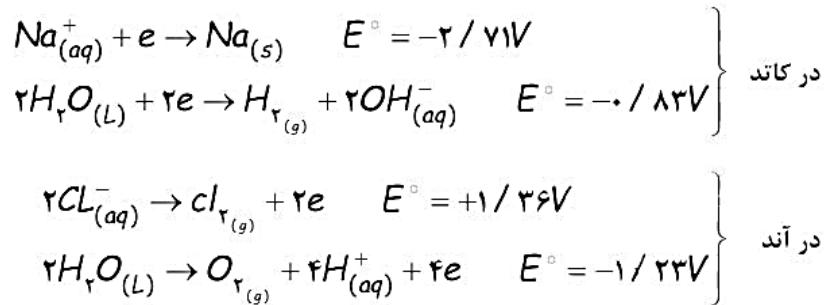 Na⁺(aq) + e → Na(s) E° = -۲/۷۱V
۲H۲O(L) + ۲e → H۲(g) + ۲OH⁻(aq) E° = -۰/۸۳V
در کاتد
۲CL⁻(aq) → cl۲(g) + ۲e E° = +۱/۳۶V
۲H۲O(L) → O۲(g) + ۴H⁺(aq) + ۴e E° = -۱/۲۳V
در آند